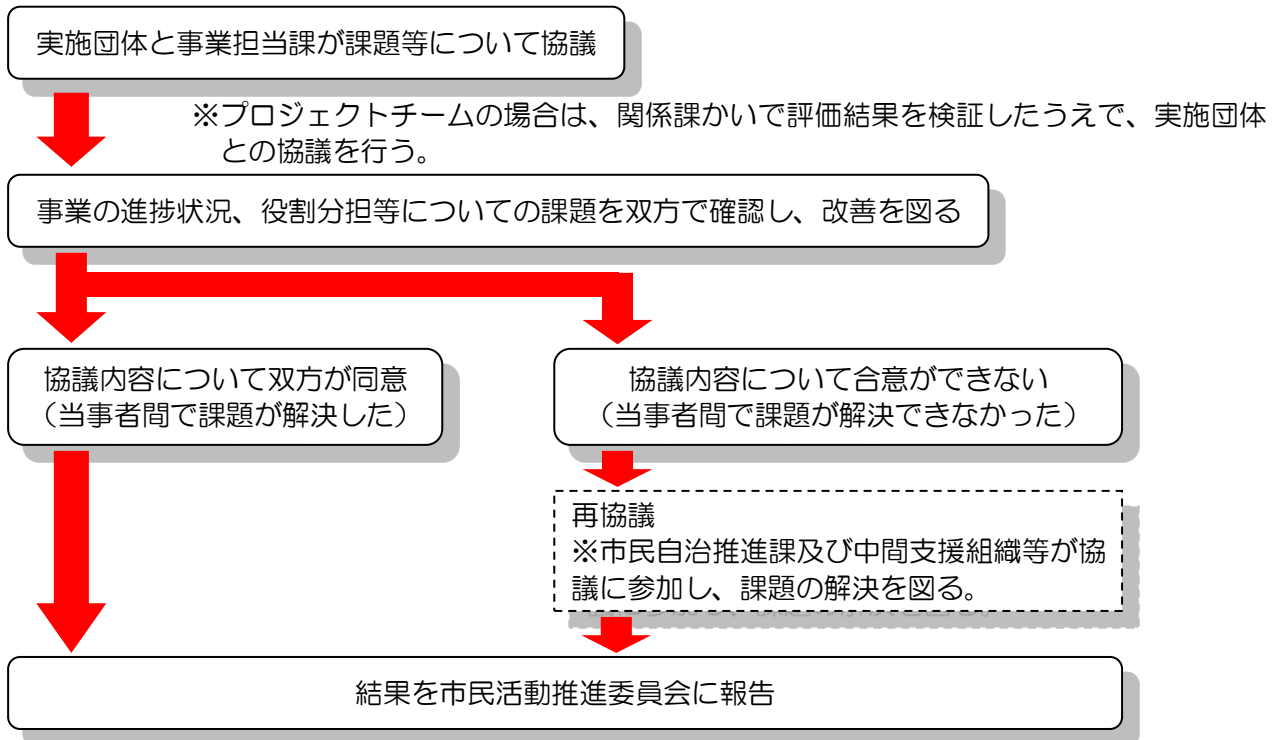 実施団体と事業担当課が課題等について協議
※プロジェクトチームの場合は、関係課かいで評価結果を検証したうえで、実施団体
との協議を行う。
事業の進捗状況、役割分担等についての課題を双方で確認し、改善を図る
協議内容について双方が同意
（当事者間で課題が解決した）
協議内容について合意ができない
（当事者間で課題が解決できなかった）
再協議
※市民自治推進課及び中間支援組織等が協
議に参加し、課題の解決を図る。
結果を市民活動推進委員会に報告